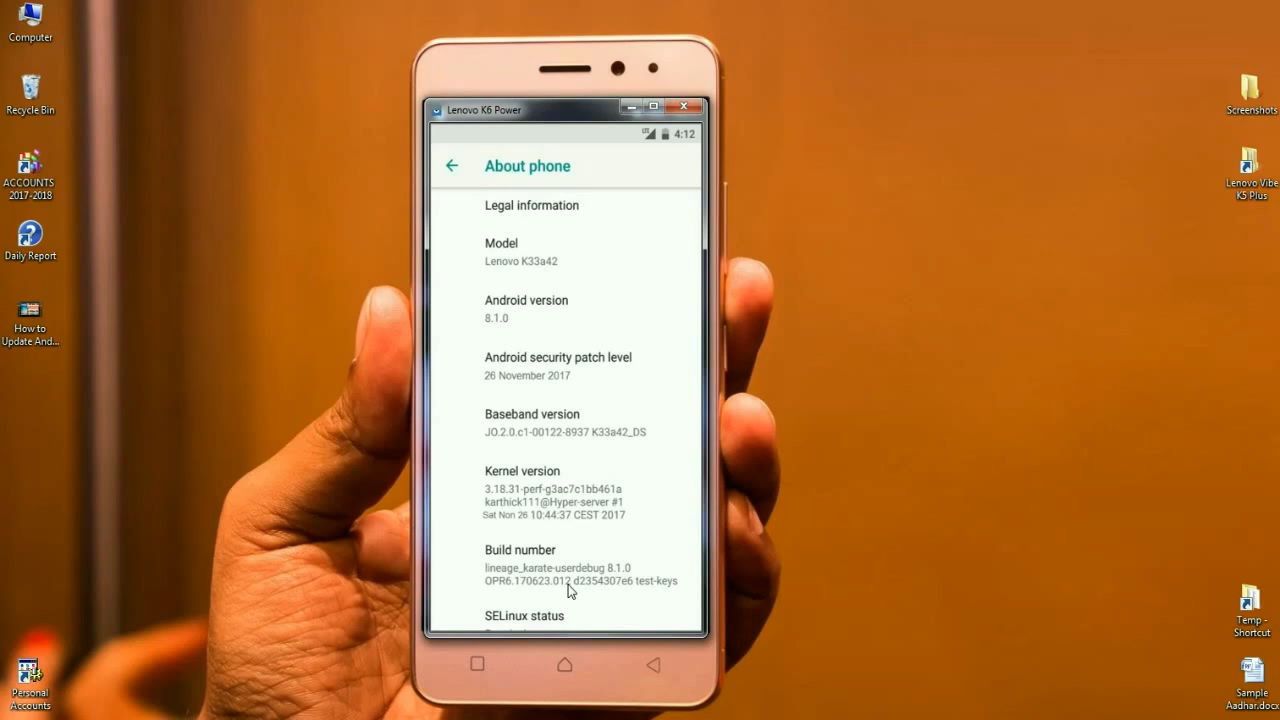 Computer
Recycle Bin
ACCOUNTS
2017-2018
Daily Report
How to
Update And...
Personal
Accounts
Lenovo K6 Power
LTE
4:12
About phone
Legal information
Model
Lenovo K33a42
Android version
8.1.0
Android security patch level
26 November 2017
Baseband version
JO.2.0.c1-00122-8937 K33a42_DS
Kernel version
3.18.31-perf-g3ac7c1bb461a
karthick111@Hyper-server #1
Sat Non 26 10:44:37 CEST 2017
Build number
lineage_karate-userdebug 8.1.0
OPR6.170623.012 d2354307e6 test-keys
SELinux status
Screenshots
Lenovo Vibe
K5 Plus
Temp -
Shortcut
Sample
Aadhar.docx